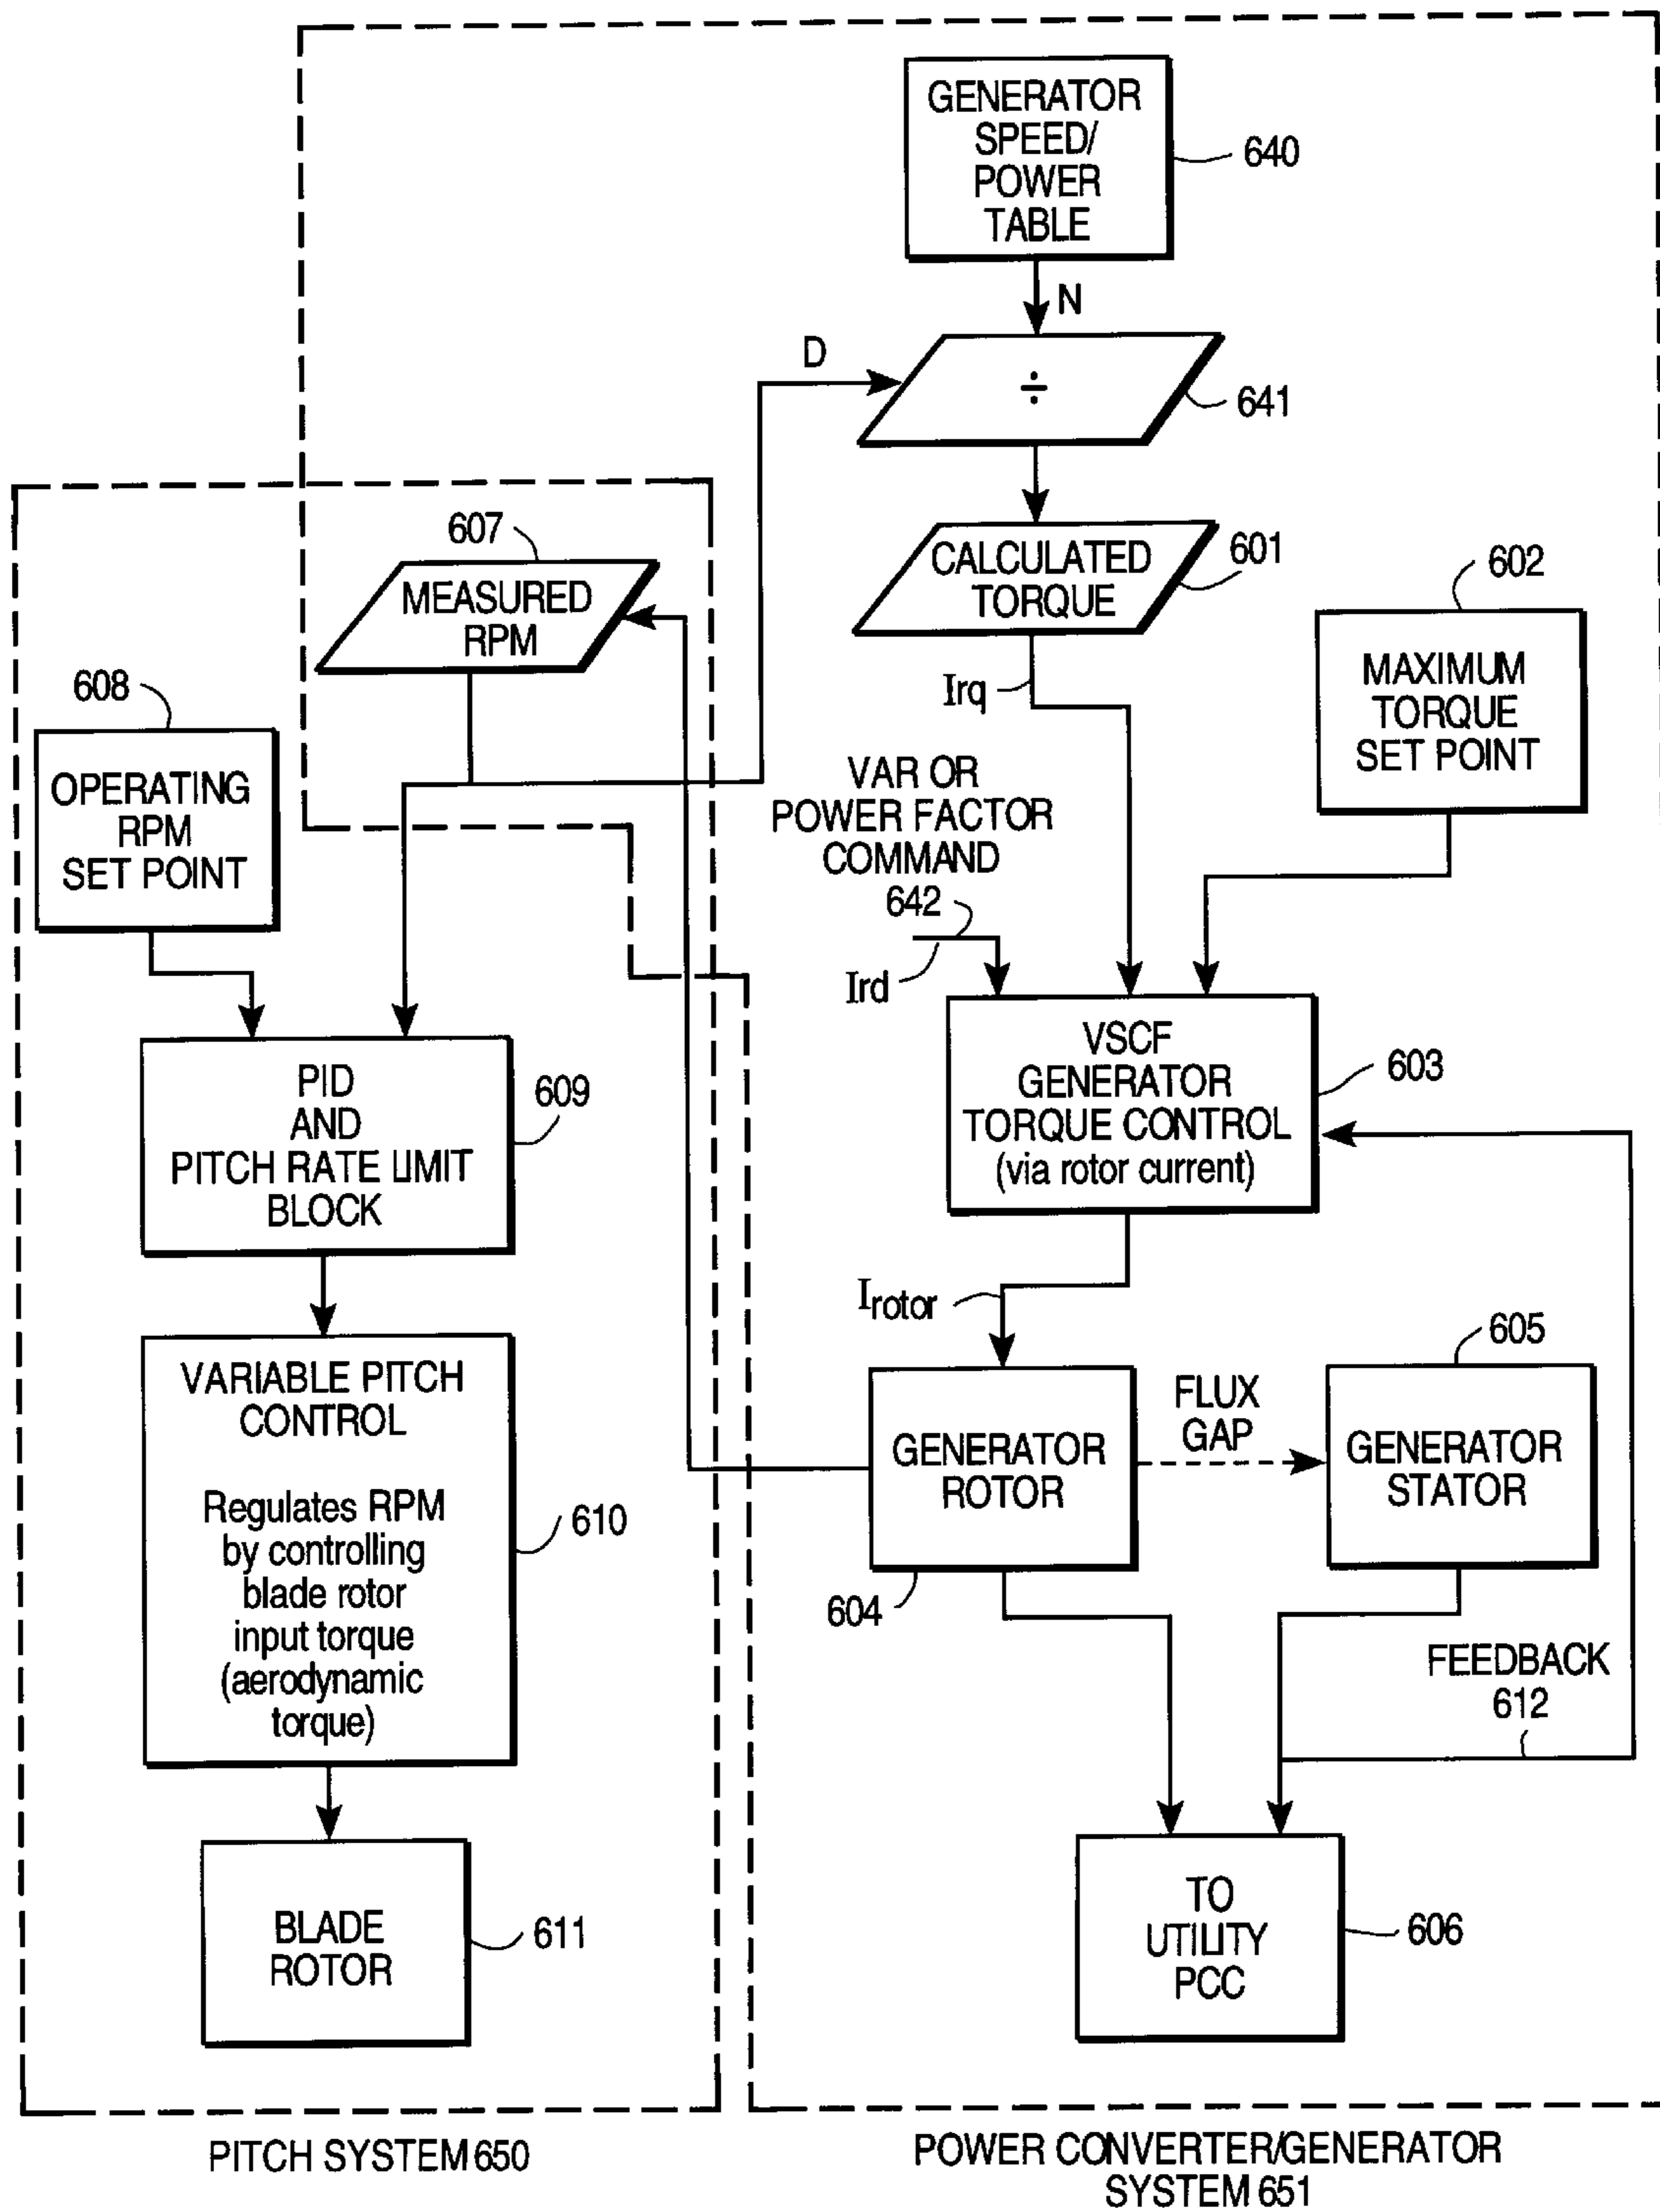 GENERATOR
SPEED/
POWER
TABLE
640
N
D
÷
641
607
MEASURED
RPM
CALCULATED
TORQUE
601
602
MAXIMUM
TORQUE
SET POINT
608
OPERATING
RPM
SET POINT
Irq
VAR OR
POWER FACTOR
COMMAND
642
Ird
PID
AND
PITCH RATE LIMIT
BLOCK
609
VSCF
GENERATOR
TORQUE CONTROL
(via rotor current)
603
Irotor
VARIABLE PITCH
CONTROL
Regulates RPM
by controlling
blade rotor
input torque
(aerodynamic
torque)
610
GENERATOR
ROTOR
604
FLUX
GAP
605
GENERATOR
STATOR
FEEDBACK
612
BLADE
ROTOR
611
TO
UTILITY
PCC
606
PITCH SYSTEM 650
POWER CONVERTER/GENERATOR
SYSTEM 651